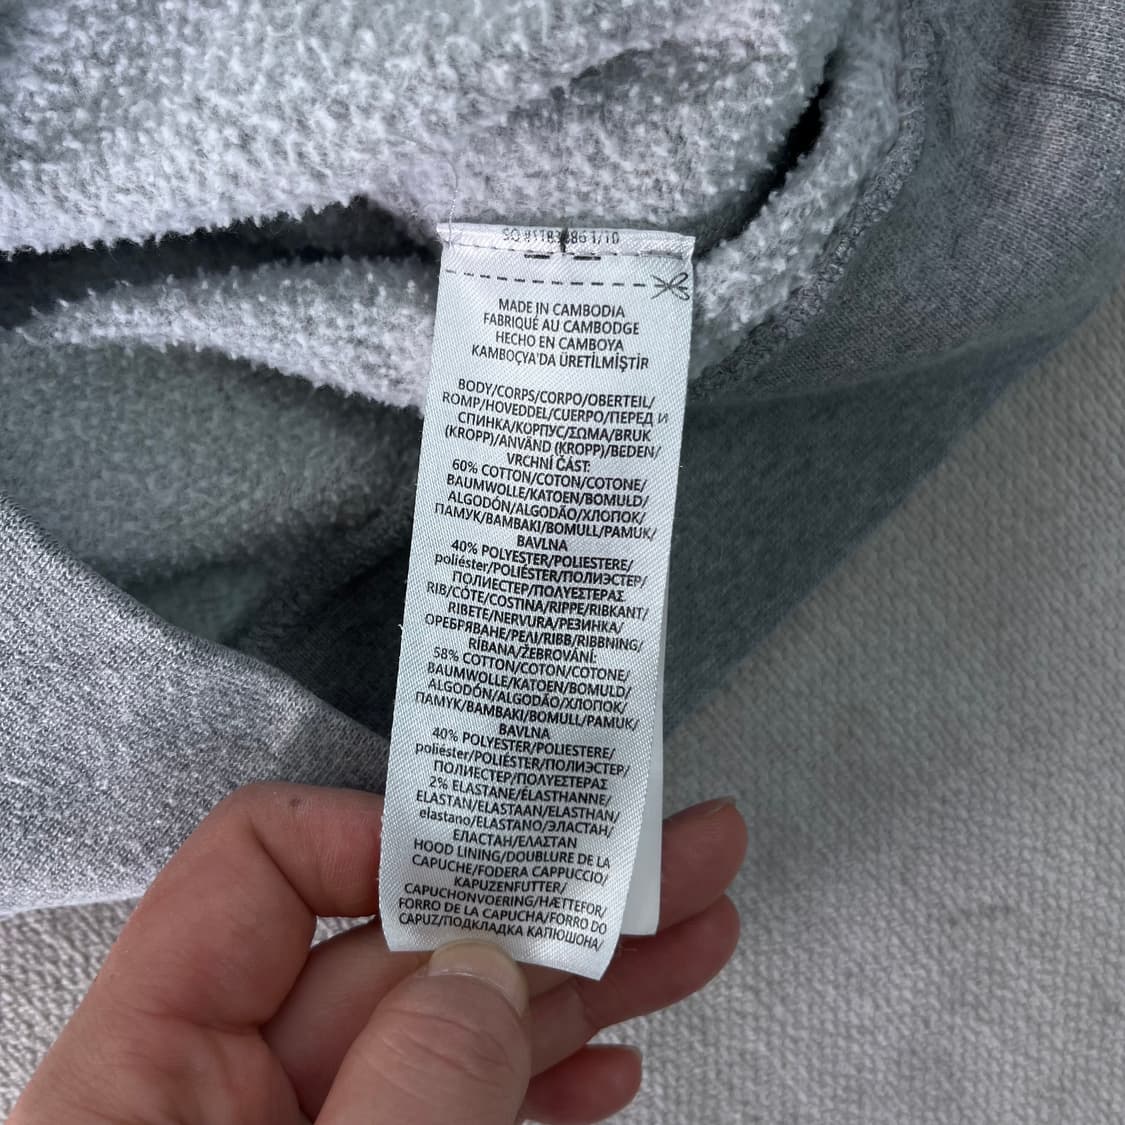 MADE IN CAMBODIA
FABRIQUÉ AU CAMBODGE
HECHO EN CAMBOYA
KAMBOÇYA'DA ÜRETİLMİŞTİR
BODY/CORPS/CORPO/OBERTEIL/
ROMP/HOVEDDEL/CUERPO/ПЕРЕД И
СПИНКА/КОРПУС/ΣΩΜΑ/BRUK
(KROPP)/ANVÄND (KROPP)/BEDEN/
VRCHNÍ ČÁST:
60% COTTON/COTON/COTONE/
BAUMWOLLE/KATOEN/BOMULD/
ALGODÓN/ALGODÃO/ХЛОПОК/
ПАМУК/ΒΑΜΒΑΚΙ/BOMULL/PAMUK/
BAVLNA
40% POLYESTER/POLIESTERE/
poliéster/POLIÉSTER/ПОЛИЭСТЕР/
ПОЛИЕСТЕР/ΠΟΛΥΕΣΤΕΡΑΣ
RIB/CÔTE/COSTINA/RIPPE/RIBKANT/
RIBETE/NERVURA/РЕЗИНКА/
ОРЕБРЯВАНЕ/ΡΕΛΙ/RIBB/RIBBNING/
RİBANA/ŽEBROVÁNÍ:
58% COTTON/COTON/COTONE/
BAUMWOLLE/KATOEN/BOMULD/
ALGODÓN/ALGODÃO/ХЛОПОК/
ПАМУК/ΒΑΜΒΑΚΙ/BOMULL/PAMUK/
BAVLNA
40% POLYESTER/POLIESTERE/
poliéster/POLIÉSTER/ПОЛИЭСТЕР/
ПОЛИЕСТЕР/ΠΟΛΥΕΣΤΕΡΑΣ
2% ELASTANE/ÉLASTHANNE/
ELASTAN/ELASTAAN/ELASTHAN/
elastano/ELASTANO/ЭЛАСТАН/
ЕЛАСТАН/ΕΛΑΣΤΑΝ
HOOD LINING/DOUBLURE DE LA
CAPUCHE/FODERA CAPPUCCIO/
KAPUZENFUTTER/
CAPUCHONVOERING/HÆTTEFOR/
FORRO DE LA CAPUCHA/FORRO DO
CAPUZ/ПОДКЛАДКА КАПЮШОНА/